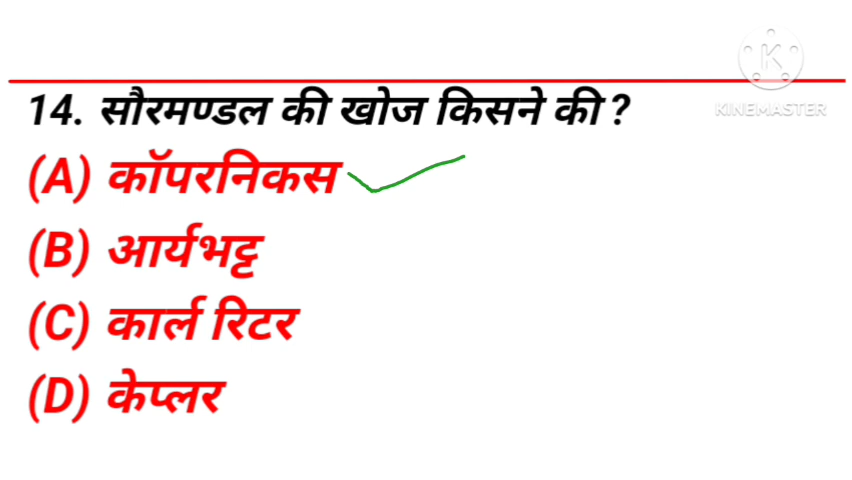 14. सौरमण्डल की खोज किसने की?
KINEMASTER
(A) कॉपरनिकस
(B) आर्यभट्ट
(C) कार्ल रिटर
(D) केप्लर